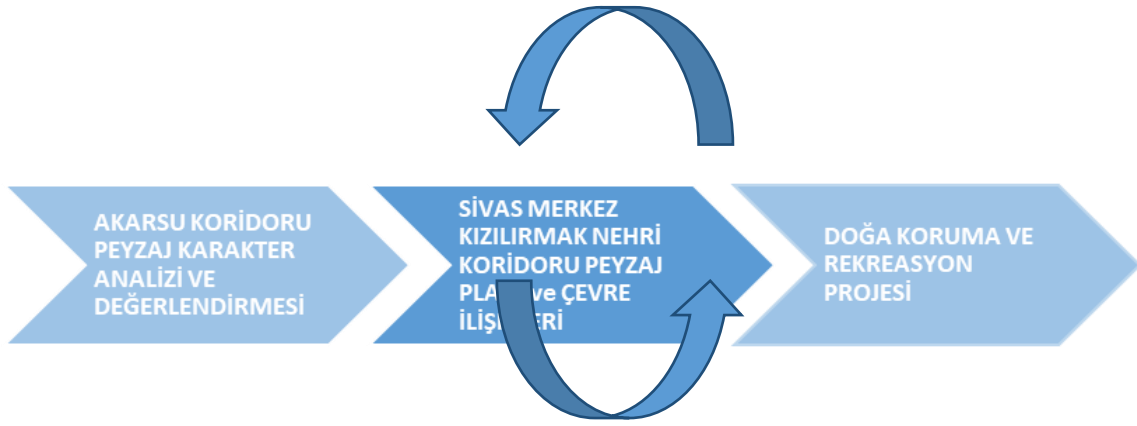 AKARSU KORİDORU
PEYZAJ KARAKTER
ANALİZİ VE
DEĞERLENDİRMESİ
SİVAS MERKEZ
KIZILIRMAK NEHRİ
KORİDORU PEYZAJ
ve ÇEVRE
DOĞA KORUMA VE
REKREASYON
PROJESİ